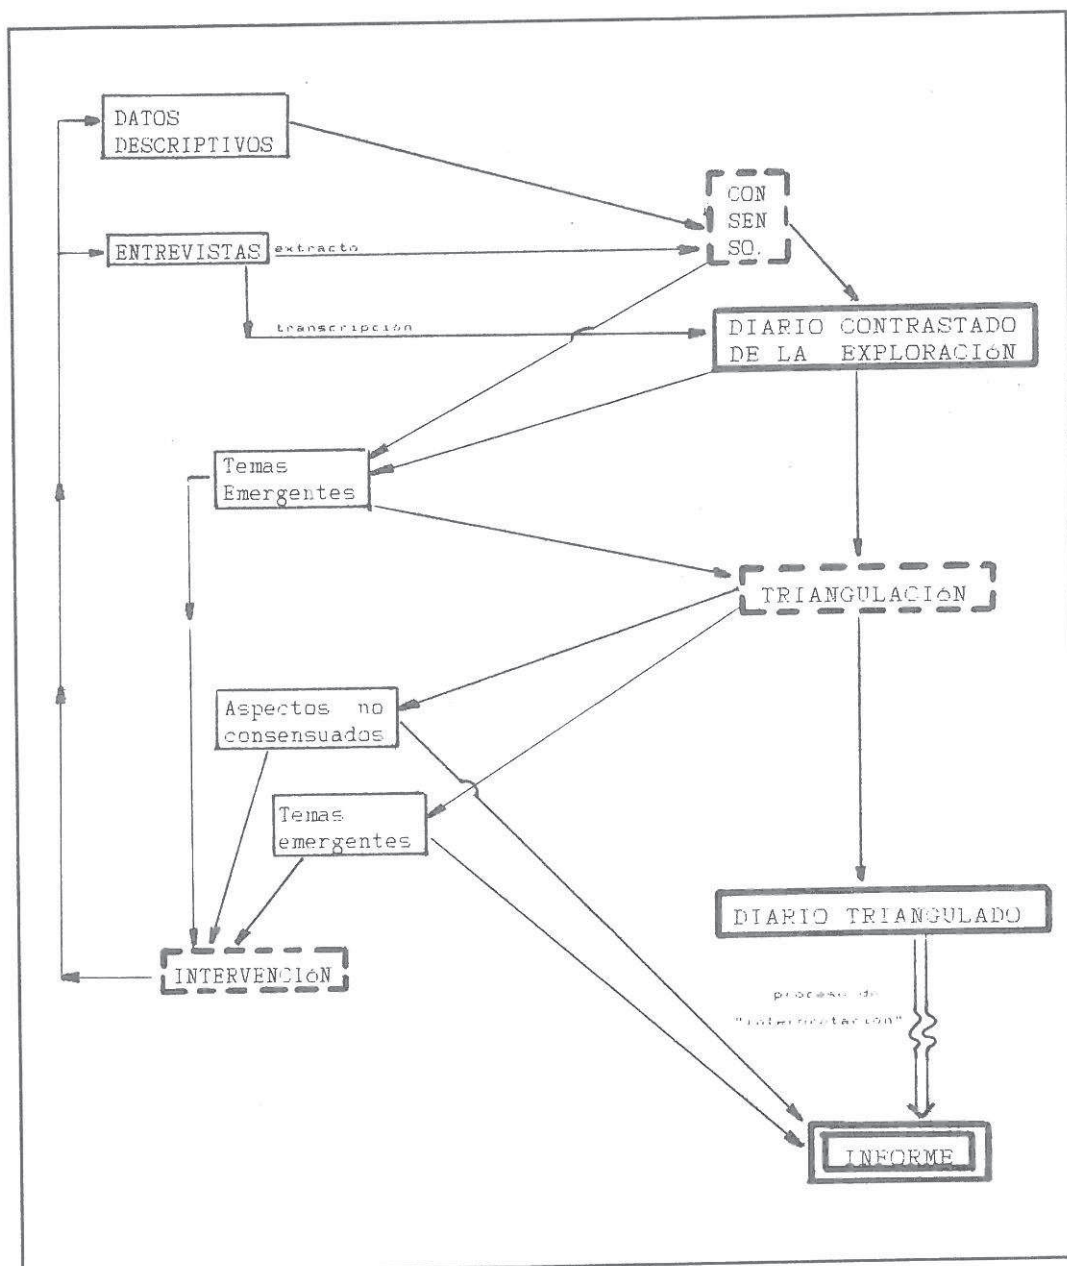 DATOS
DESCRIPTIVOS
CON
SEN
SO.
ENTREVISTAS
extracto
transcripción
DIARIO CONTRASTADO
DE LA EXPLORACIóN
Temas
Emergentes
TRIANGULACIóN
Aspectos no
consensuados
Temas
emergentes
DIARIO TRIANGULADO
INTERVENCIóN
proceso de
"interpretación"
INFORME